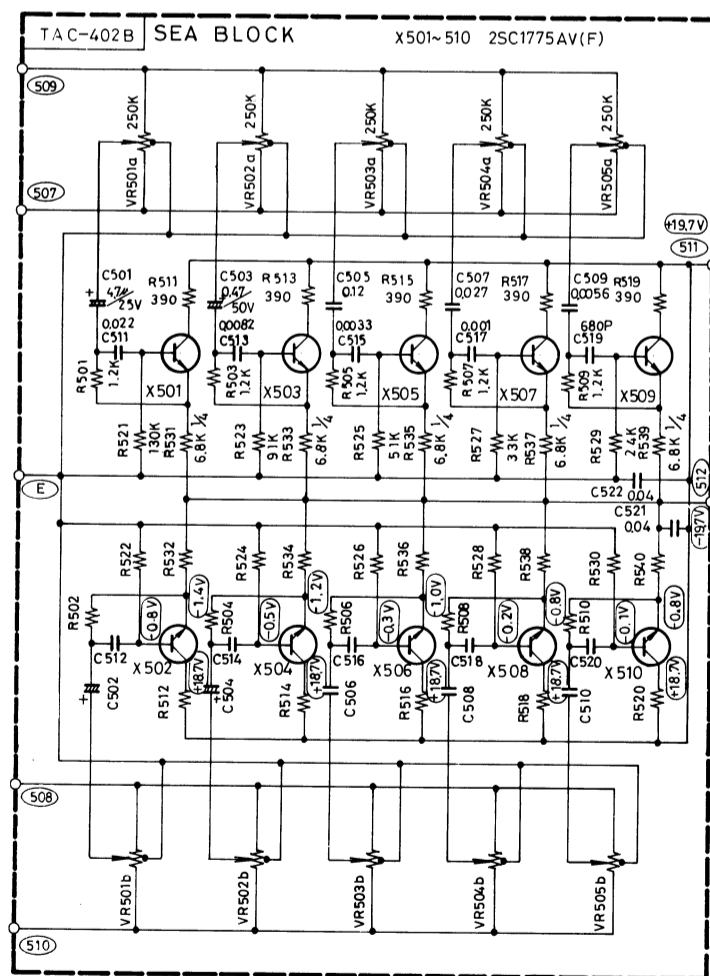 TAC-402B SEA BLOCK X501~510 2SC1775AV(F)
509
250K 250K 250K 250K 250K
VR501a VR502a VR503a VR504a VR505a
507
+19.7V
511
C501 4.7μ/25V R511 390 C503 0.47/50V R513 390 C505 0.12 R515 390 C507 0.027 R517 390 C509 0.0056 R519 390
0.022 C511 0.0082 C513 0.0033 C515 0.001 C517 680P C519
R501 1.2K X501 R503 1.2K X503 R505 1.2K X505 R507 1.2K X507 R509 1.2K X509
R521 130K R531 6.8K 1/4 R523 91K R533 6.8K 1/4 R525 51K R535 6.8K 1/4 R527 33K R537 6.8K 1/4 R529 24K R539 6.8K 1/4
E
C522 0.04
512
C521 0.04
-19.7V
R522 R532 R524 R534 R526 R536 R528 R538 R530 R540
R502 -0.8V -1.4V R504 -0.5V -1.2V R506 -0.3V -1.0V R508 -0.2V -0.8V R510 -0.1V -0.8V
C512 X502 C514 X504 C516 X506 C518 X508 C520 X510
C502 R512 +18.7V C504 R514 +18.7V C506 R516 +18.7V C508 R518 +18.7V C510 R520 +18.7V
508
VR501b VR502b VR503b VR504b VR505b
510